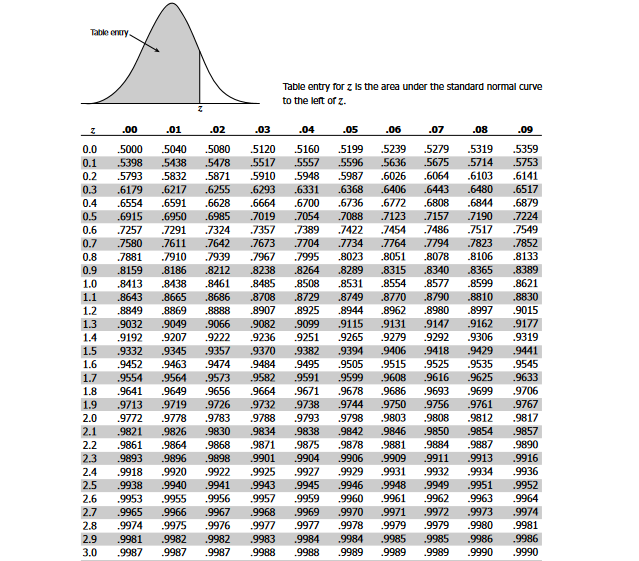 Table entry
z
Table entry for z is the area under the standard normal curve
to the left of z.
z .00 .01 .02 .03 .04 .05 .06 .07 .08 .09
0.0 .5000 .5040 .5080 .5120 .5160 .5199 .5239 .5279 .5319 .5359
0.1 .5398 .5438 .5478 .5517 .5557 .5596 .5636 .5675 .5714 .5753
0.2 .5793 .5832 .5871 .5910 .5948 .5987 .6026 .6064 .6103 .6141
0.3 .6179 .6217 .6255 .6293 .6331 .6368 .6406 .6443 .6480 .6517
0.4 .6554 .6591 .6628 .6664 .6700 .6736 .6772 .6808 .6844 .6879
0.5 .6915 .6950 .6985 .7019 .7054 .7088 .7123 .7157 .7190 .7224
0.6 .7257 .7291 .7324 .7357 .7389 .7422 .7454 .7486 .7517 .7549
0.7 .7580 .7611 .7642 .7673 .7704 .7734 .7764 .7794 .7823 .7852
0.8 .7881 .7910 .7939 .7967 .7995 .8023 .8051 .8078 .8106 .8133
0.9 .8159 .8186 .8212 .8238 .8264 .8289 .8315 .8340 .8365 .8389
1.0 .8413 .8438 .8461 .8485 .8508 .8531 .8554 .8577 .8599 .8621
1.1 .8643 .8665 .8686 .8708 .8729 .8749 .8770 .8790 .8810 .8830
1.2 .8849 .8869 .8888 .8907 .8925 .8944 .8962 .8980 .8997 .9015
1.3 .9032 .9049 .9066 .9082 .9099 .9115 .9131 .9147 .9162 .9177
1.4 .9192 .9207 .9222 .9236 .9251 .9265 .9279 .9292 .9306 .9319
1.5 .9332 .9345 .9357 .9370 .9382 .9394 .9406 .9418 .9429 .9441
1.6 .9452 .9463 .9474 .9484 .9495 .9505 .9515 .9525 .9535 .9545
1.7 .9554 .9564 .9573 .9582 .9591 .9599 .9608 .9616 .9625 .9633
1.8 .9641 .9649 .9656 .9664 .9671 .9678 .9686 .9693 .9699 .9706
1.9 .9713 .9719 .9726 .9732 .9738 .9744 .9750 .9756 .9761 .9767
2.0 .9772 .9778 .9783 .9788 .9793 .9798 .9803 .9808 .9812 .9817
2.1 .9821 .9826 .9830 .9834 .9838 .9842 .9846 .9850 .9854 .9857
2.2 .9861 .9864 .9868 .9871 .9875 .9878 .9881 .9884 .9887 .9890
2.3 .9893 .9896 .9898 .9901 .9904 .9906 .9909 .9911 .9913 .9916
2.4 .9918 .9920 .9922 .9925 .9927 .9929 .9931 .9932 .9934 .9936
2.5 .9938 .9940 .9941 .9943 .9945 .9946 .9948 .9949 .9951 .9952
2.6 .9953 .9955 .9956 .9957 .9959 .9960 .9961 .9962 .9963 .9964
2.7 .9965 .9966 .9967 .9968 .9969 .9970 .9971 .9972 .9973 .9974
2.8 .9974 .9975 .9976 .9977 .9977 .9978 .9979 .9979 .9980 .9981
2.9 .9981 .9982 .9982 .9983 .9984 .9984 .9985 .9985 .9986 .9986
3.0 .9987 .9987 .9987 .9988 .9988 .9989 .9989 .9989 .9990 .9990